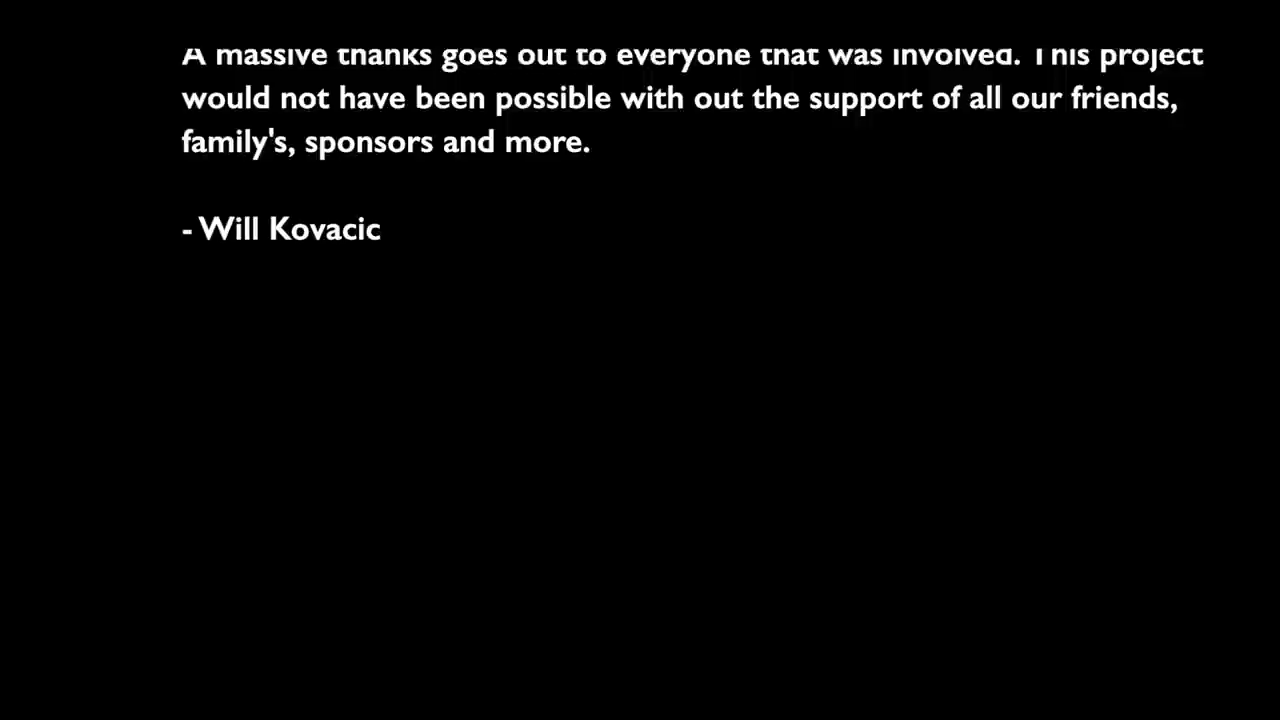 A massive thanks goes out to everyone that was involved. This project
would not have been possible with out the support of all our friends,
family's, sponsors and more.
- Will Kovacic